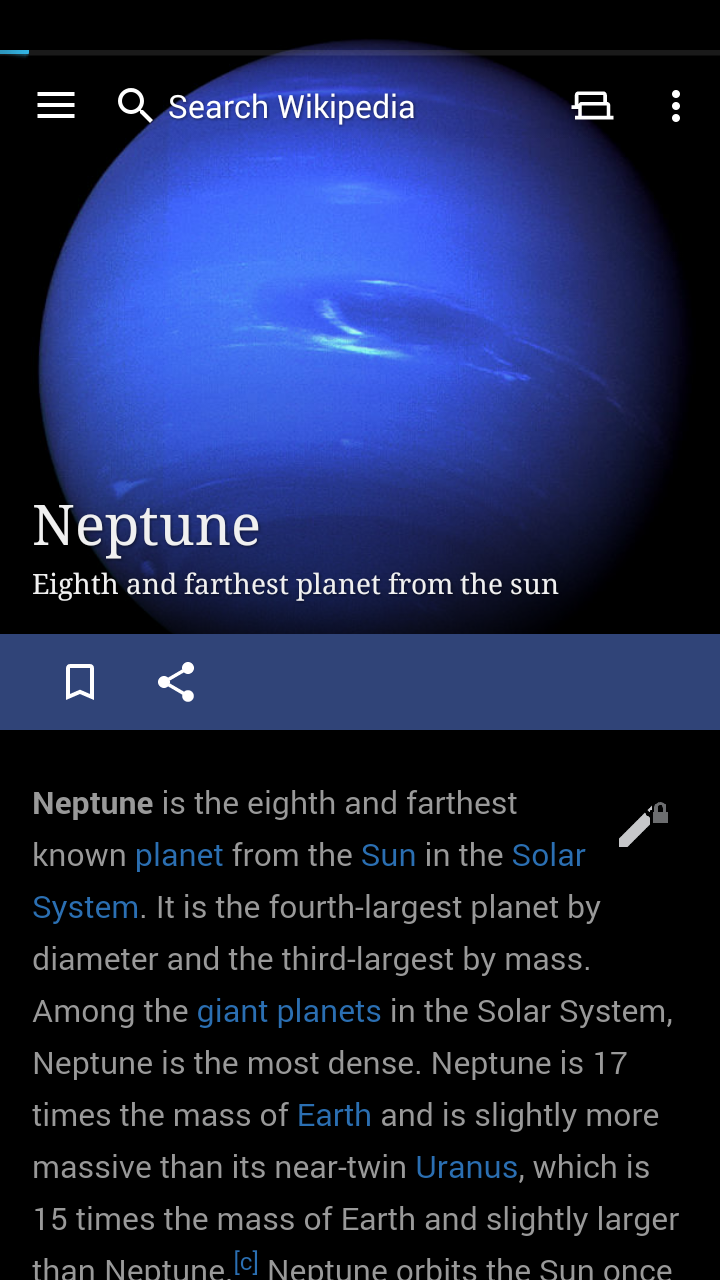 Search Wikipedia
Neptune
Eighth and farthest planet from the sun
Neptune is the eighth and farthest
known planet from the Sun in the Solar
System. It is the fourth-largest planet by
diameter and the third-largest by mass.
Among the giant planets in the Solar System,
Neptune is the most dense. Neptune is 17
times the mass of Earth and is slightly more
massive than its near-twin Uranus, which is
15 times the mass of Earth and slightly larger
than Neptune.[c] Neptune orbits the Sun once